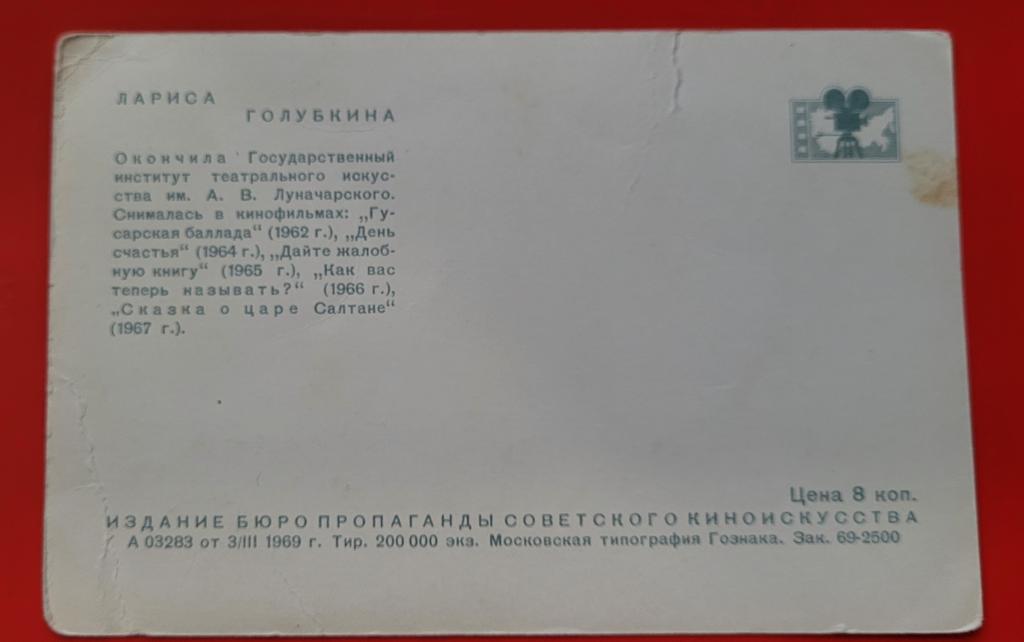 ЛАРИСА
ГОЛУБКИНА
Окончила Государственный
институт театрального искус-
ства им. А. В. Луначарского.
Снималась в кинофильмах: „Гу-
сарская баллада“ (1962 г.), „День
счастья“ (1964 г.), „Дайте жалоб-
ную книгу“ (1965 г.), „Как вас
теперь называть?“ (1966 г.),
„Сказка о царе Салтане“
(1967 г.).
Цена 8 коп.
ИЗДАНИЕ БЮРО ПРОПАГАНДЫ СОВЕТСКОГО КИНОИСКУССТВА
А 03283 от 3/III 1969 г. Тир. 200 000 экз. Московская типография Гознака. Зак. 69-2500